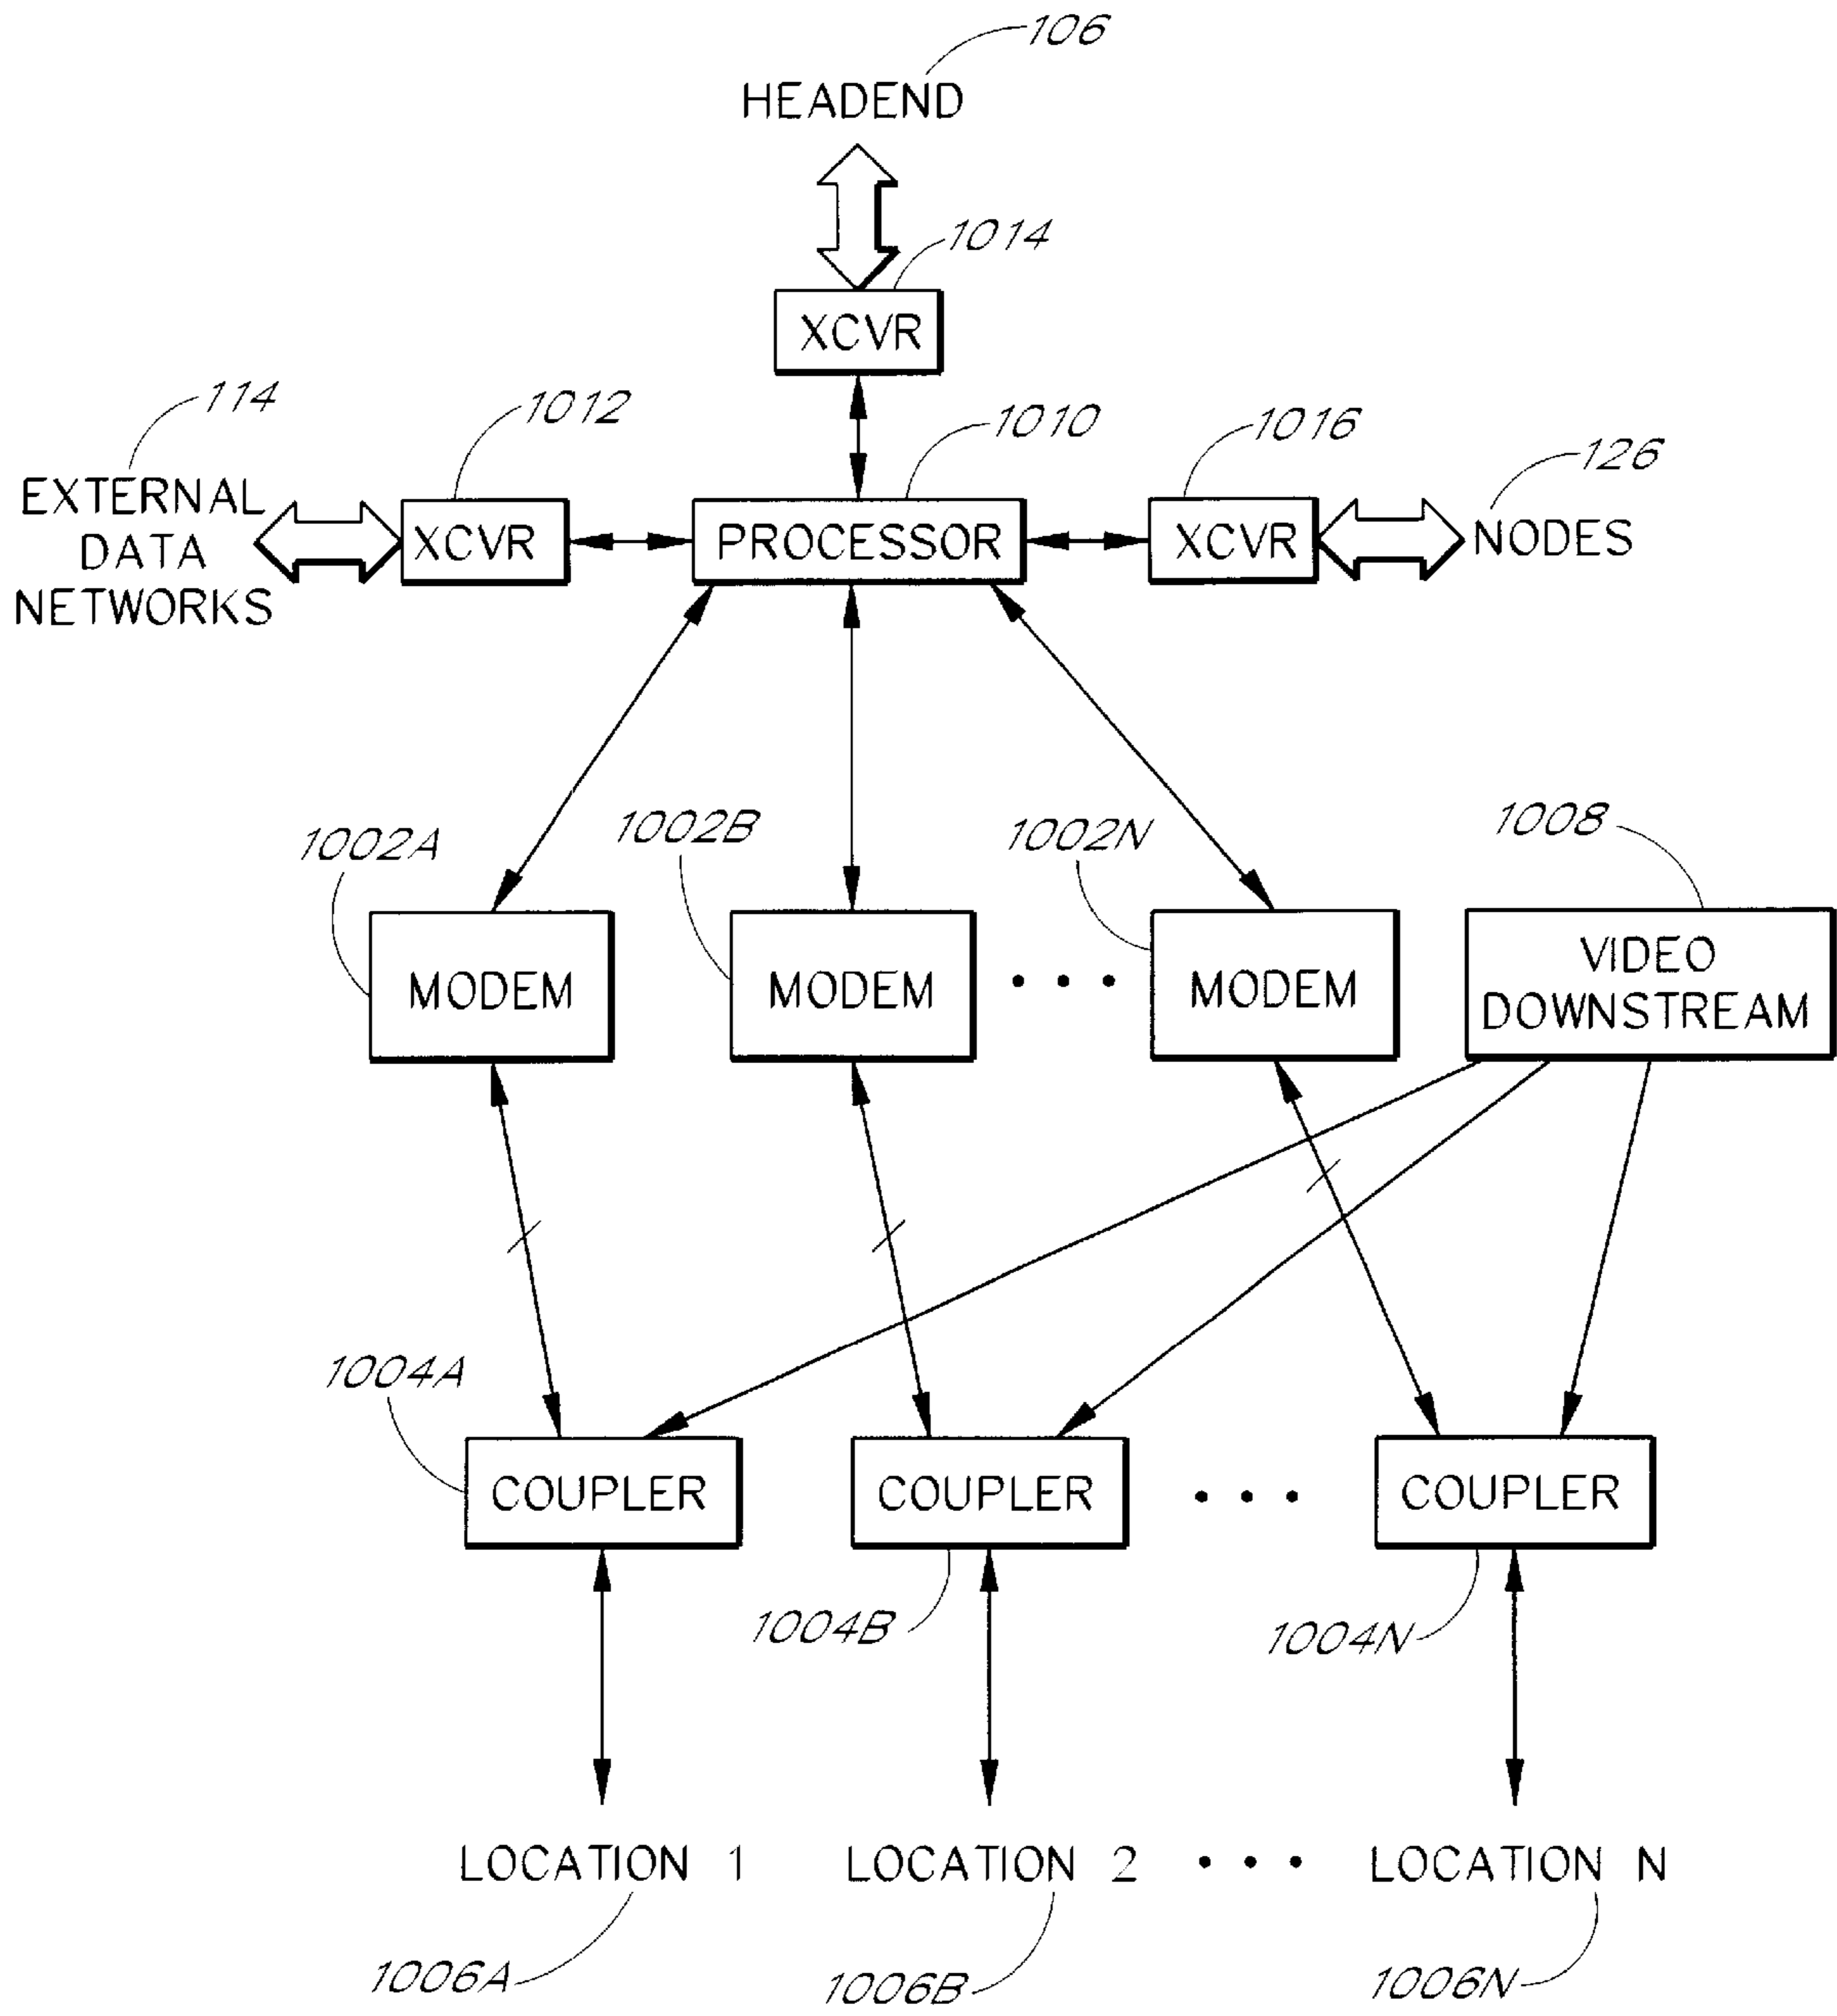 106
HEADEND
1014
XCVR
114
1012
1010
1016
126
EXTERNAL
DATA
NETWORKS
XCVR
PROCESSOR
XCVR
NODES
1002A
1002B
1002N
1008
MODEM
MODEM
• • •
MODEM
VIDEO
DOWNSTREAM
1004A
COUPLER
COUPLER
• • •
COUPLER
1004B
1004N
LOCATION 1
LOCATION 2
• • •
LOCATION N
1006A
1006B
1006N